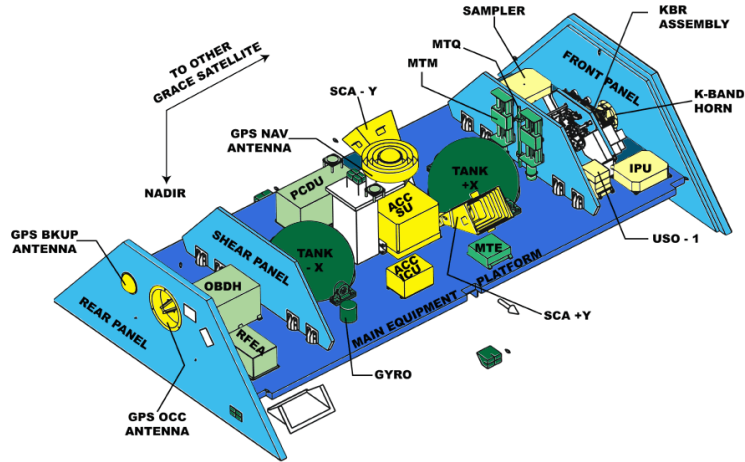 SAMPLER
KBR
ASSEMBLY
MTQ
MTM
FRONT PANEL
K-BAND
HORN
TO OTHER
GRACE SATELLITE
SCA - Y
GPS NAV
ANTENNA
NADIR
PCDU
TANK
+X
IPU
ACC
SU
USO - 1
GPS BKUP
ANTENNA
SHEAR PANEL
TANK
- X
MTE
ACC
ICU
OBDH
MAIN EQUIPMENT PLATFORM
SCA +Y
REAR PANEL
RFEA
GYRO
GPS OCC
ANTENNA